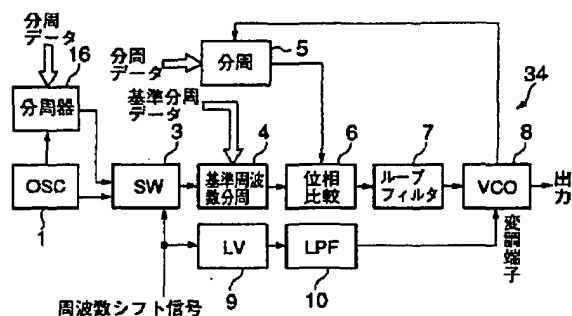 分周
データ
16
分周器
OSC
1
分周
データ
分周
5
基準分周
データ
3
SW
4
基準周波
数分周
6
位相
比較
7
ループ
フィルタ
34
8
VCO
出力
変調端子
LV
9
LPF
10
周波数シフト信号